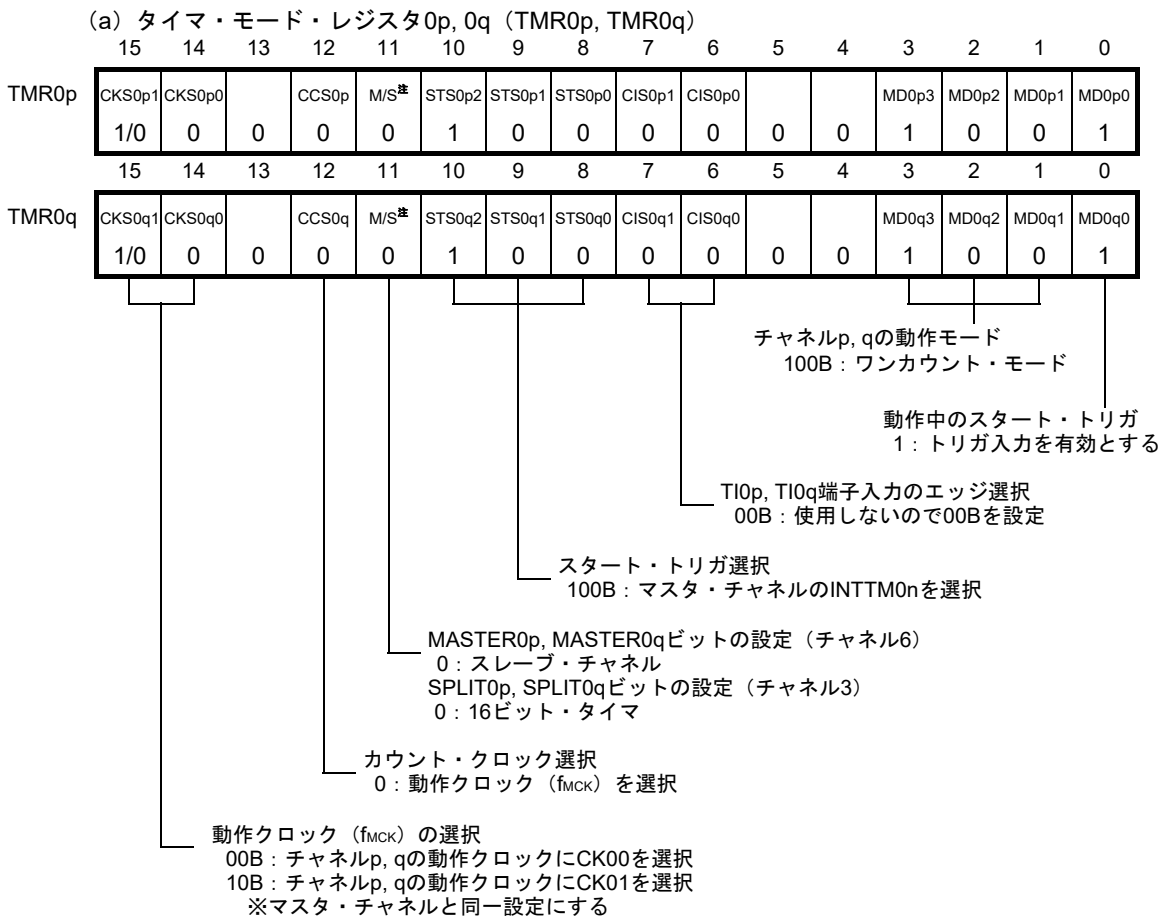 (a) タイマ・モード・レジスタ0p, 0q（TMR0p, TMR0q）
15 14 13 12 11 10 9 8 7 6 5 4 3 2 1 0
TMR0p CKS0p1 CKS0p0 CCS0p M/S注 STS0p2 STS0p1 STS0p0 CIS0p1 CIS0p0 MD0p3 MD0p2 MD0p1 MD0p0
1/0 0 0 0 0 1 0 0 0 0 0 0 1 0 0 1
15 14 13 12 11 10 9 8 7 6 5 4 3 2 1 0
TMR0q CKS0q1 CKS0q0 CCS0q M/S注 STS0q2 STS0q1 STS0q0 CIS0q1 CIS0q0 MD0q3 MD0q2 MD0q1 MD0q0
1/0 0 0 0 0 1 0 0 0 0 0 0 1 0 0 1
チャネルp, qの動作モード
100B：ワンカウント・モード
動作中のスタート・トリガ
1：トリガ入力を有効とする
TI0p, TI0q端子入力のエッジ選択
00B：使用しないので00Bを設定
スタート・トリガ選択
100B：マスタ・チャネルのINTTM0nを選択
MASTER0p, MASTER0qビットの設定（チャネル6）
0：スレーブ・チャネル
SPLIT0p, SPLIT0qビットの設定（チャネル3）
0：16ビット・タイマ
カウント・クロック選択
0：動作クロック（fMCK）を選択
動作クロック（fMCK）の選択
00B：チャネルp, qの動作クロックにCK00を選択
10B：チャネルp, qの動作クロックにCK01を選択
※マスタ・チャネルと同一設定にする